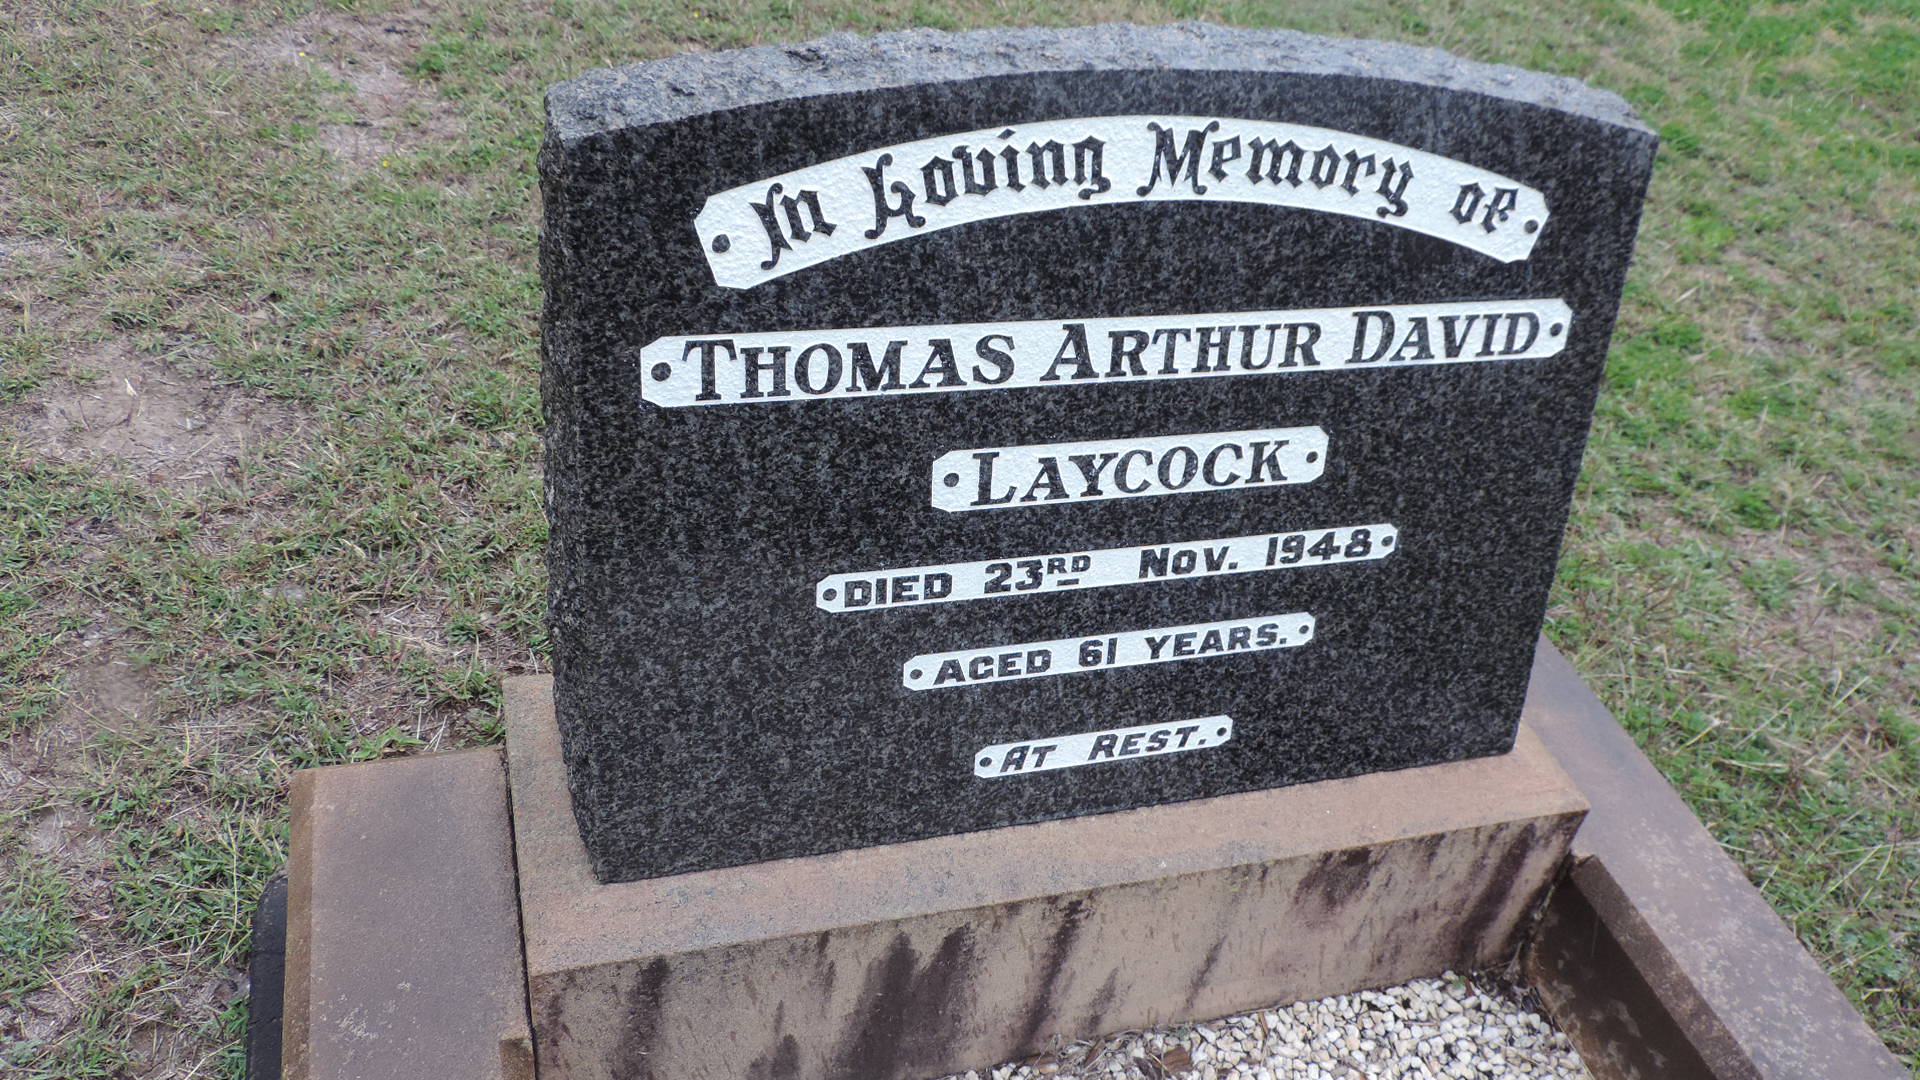 In Loving Memory of
THOMAS ARTHUR DAVID
LAYCOCK
DIED 23RD NOV. 1948
AGED 61 YEARS.
AT REST.